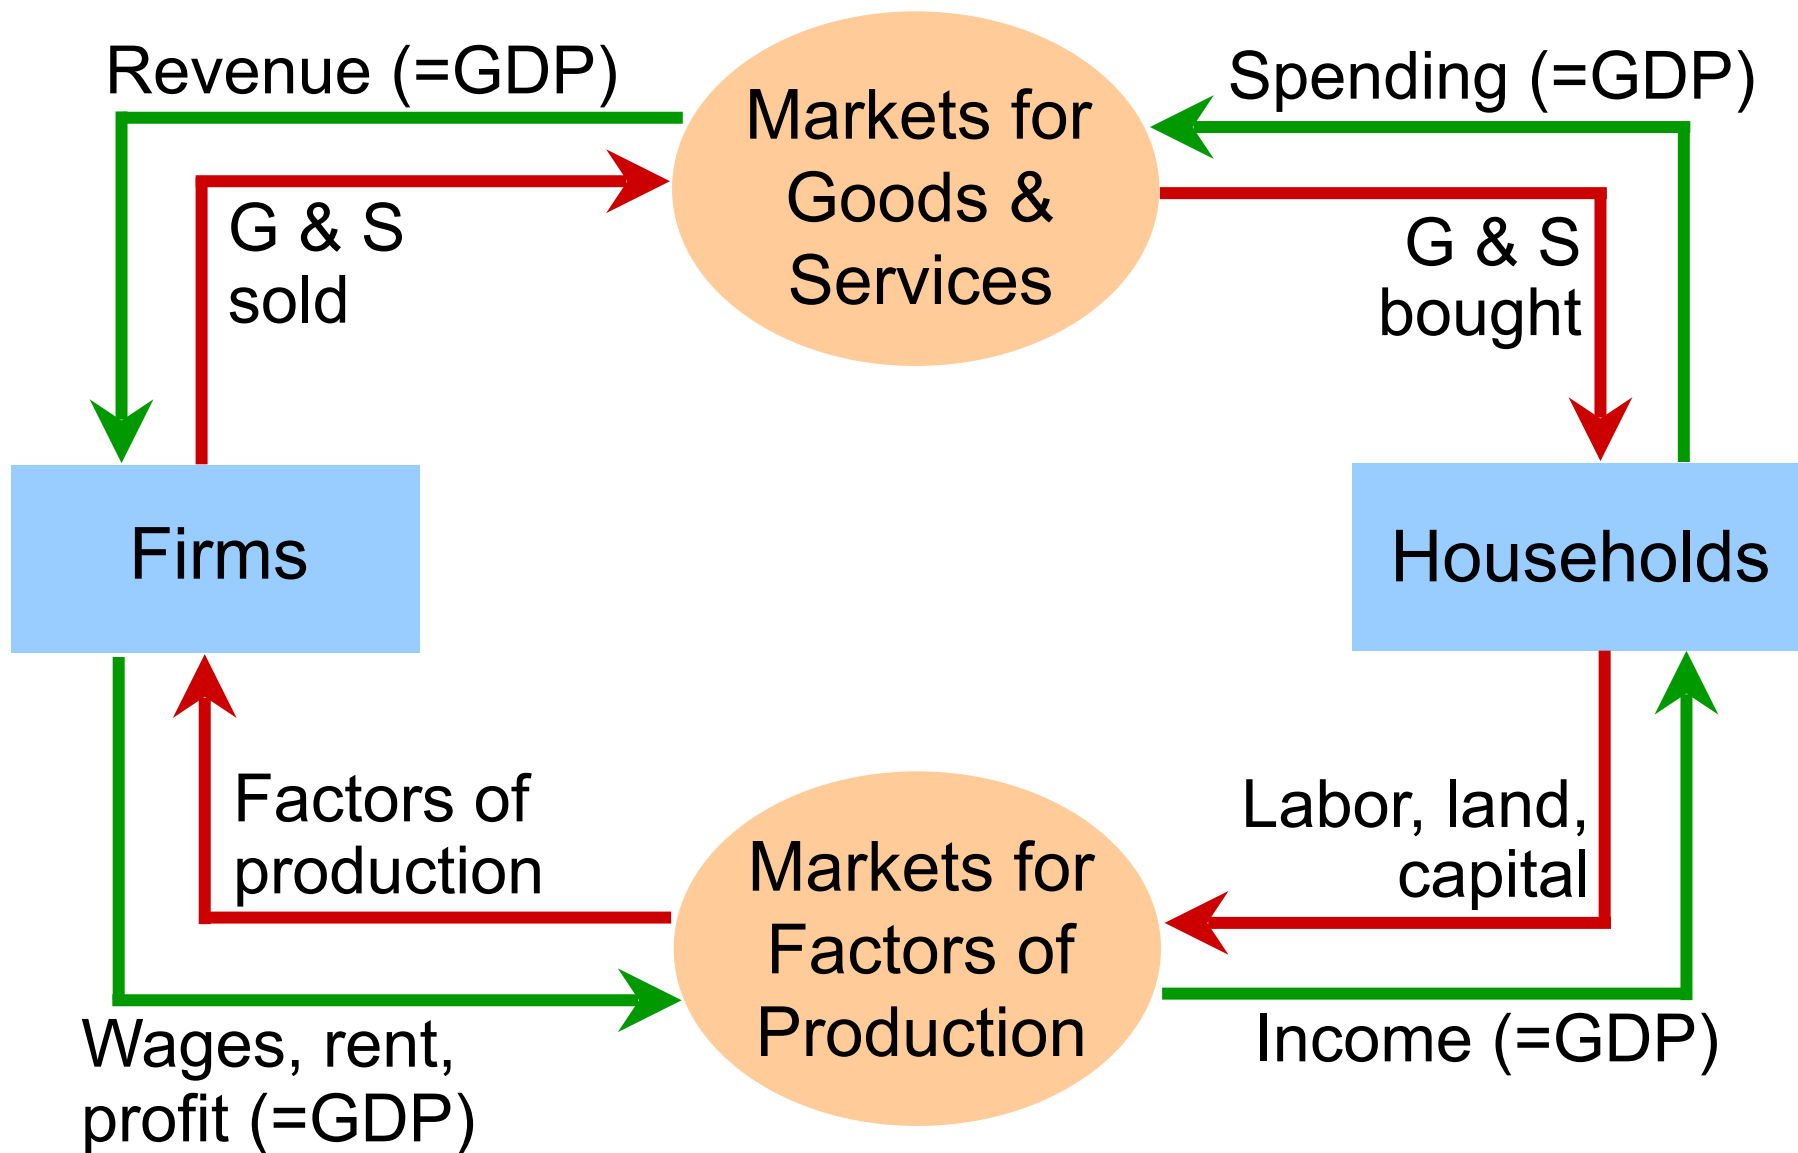 Revenue (=GDP)
Markets for
Goods &
Services
Spending (=GDP)
G & S
sold
G & S
bought
Firms
Households
Factors of
production
Markets for
Factors of
Production
Labor, land,
capital
Wages, rent,
profit (=GDP)
Income (=GDP)